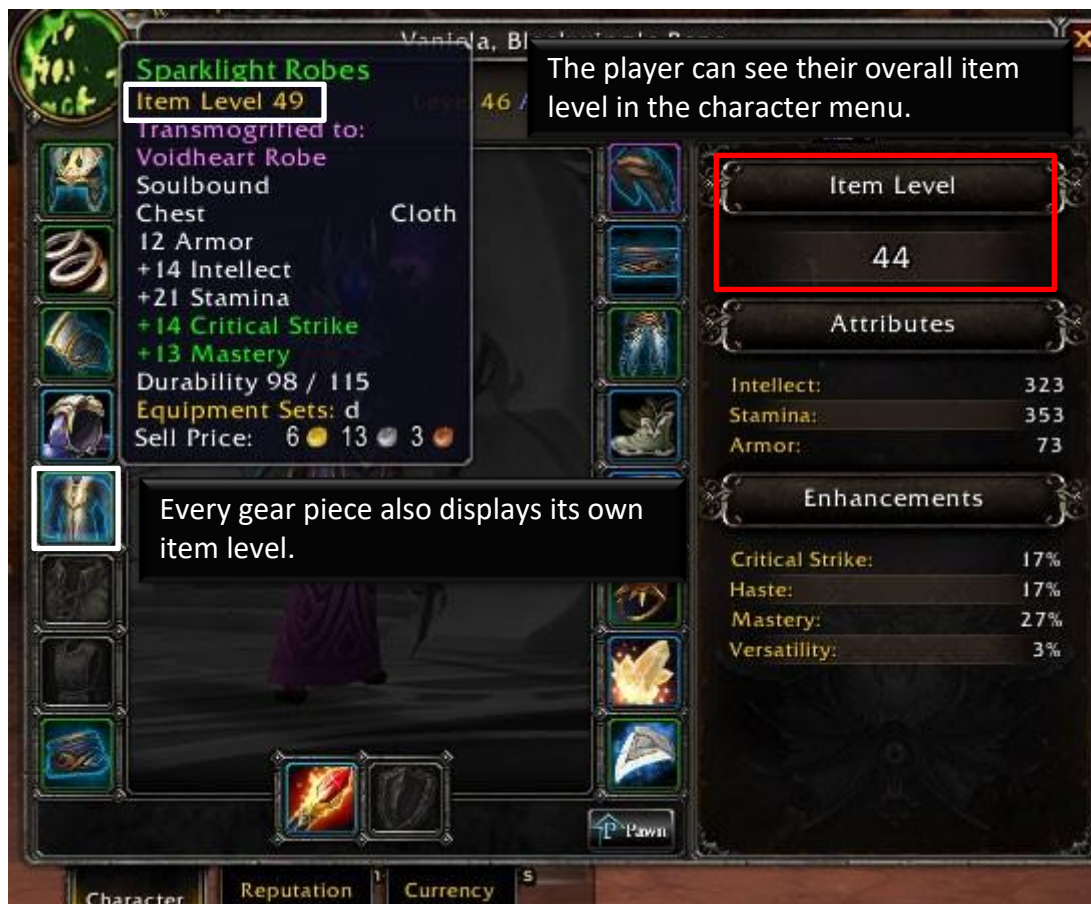 Vaniola,
The player can see their overall item
level in the character menu.
Sparklight Robes
Item Level 49
46
Transmogrified to:
Voidheart Robe
Soulbound
Chest Cloth
12 Armor
+14 Intellect
+21 Stamina
+14 Critical Strike
+13 Mastery
Durability 98 / 115
Equipment Sets: d
Sell Price: 6 13 3
Every gear piece also displays its own
item level.
Item Level
44
Attributes
Intellect: 323
Stamina: 353
Armor: 73
Enhancements
Critical Strike: 17%
Haste: 17%
Mastery: 27%
Versatility: 3%
Pawn
Character
Reputation
Currency